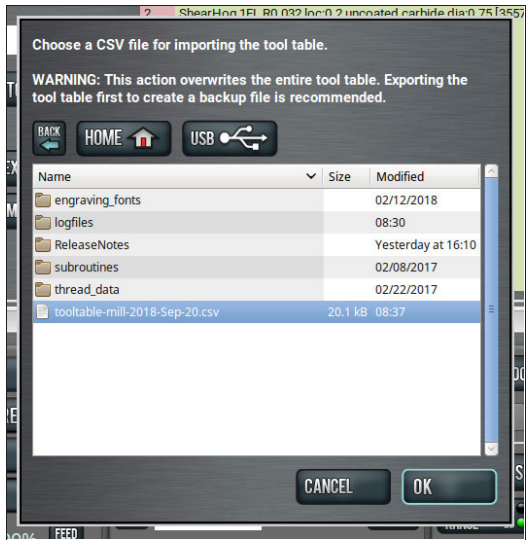 2 ShearHog 1FL R0.032 loc:0.2 uncoated carbide dia:0.75 [3557
Choose a CSV file for importing the tool table.
WARNING: This action overwrites the entire tool table. Exporting the
tool table first to create a backup file is recommended.
BACK HOME USB
Name Size Modified
engraving_fonts 02/12/2018
logfiles 08:30
ReleaseNotes Yesterday at 16:10
subroutines 02/08/2017
thread_data 02/22/2017
tooltable-mill-2018-Sep-20.csv 20.1 kB 08:37
CANCEL OK
FEED